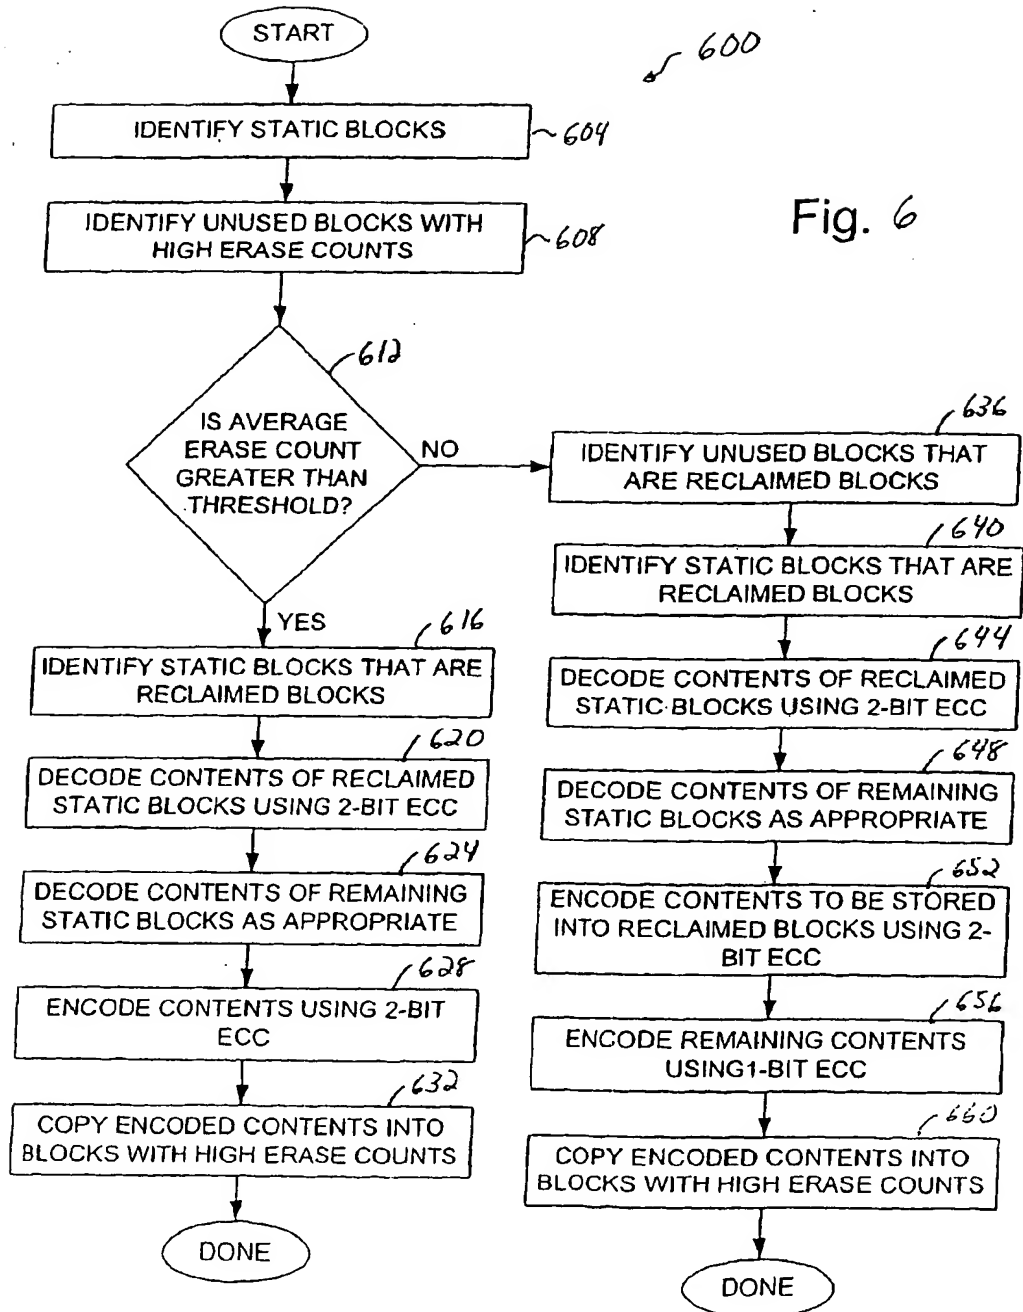 START
600
IDENTIFY STATIC BLOCKS
604
IDENTIFY UNUSED BLOCKS WITH
HIGH ERASE COUNTS
608
Fig. 6
612
IS AVERAGE
ERASE COUNT
GREATER THAN
THRESHOLD?
NO
YES
616
IDENTIFY STATIC BLOCKS THAT ARE
RECLAIMED BLOCKS
620
DECODE CONTENTS OF RECLAIMED
STATIC BLOCKS USING 2-BIT ECC
624
DECODE CONTENTS OF REMAINING
STATIC BLOCKS AS APPROPRIATE
628
ENCODE CONTENTS USING 2-BIT
ECC
632
COPY ENCODED CONTENTS INTO
BLOCKS WITH HIGH ERASE COUNTS
DONE
636
IDENTIFY UNUSED BLOCKS THAT
ARE RECLAIMED BLOCKS
640
IDENTIFY STATIC BLOCKS THAT ARE
RECLAIMED BLOCKS
644
DECODE CONTENTS OF RECLAIMED
STATIC BLOCKS USING 2-BIT ECC
648
DECODE CONTENTS OF REMAINING
STATIC BLOCKS AS APPROPRIATE
652
ENCODE CONTENTS TO BE STORED
INTO RECLAIMED BLOCKS USING 2-
BIT ECC
656
ENCODE REMAINING CONTENTS
USING1-BIT ECC
660
COPY ENCODED CONTENTS INTO
BLOCKS WITH HIGH ERASE COUNTS
DONE